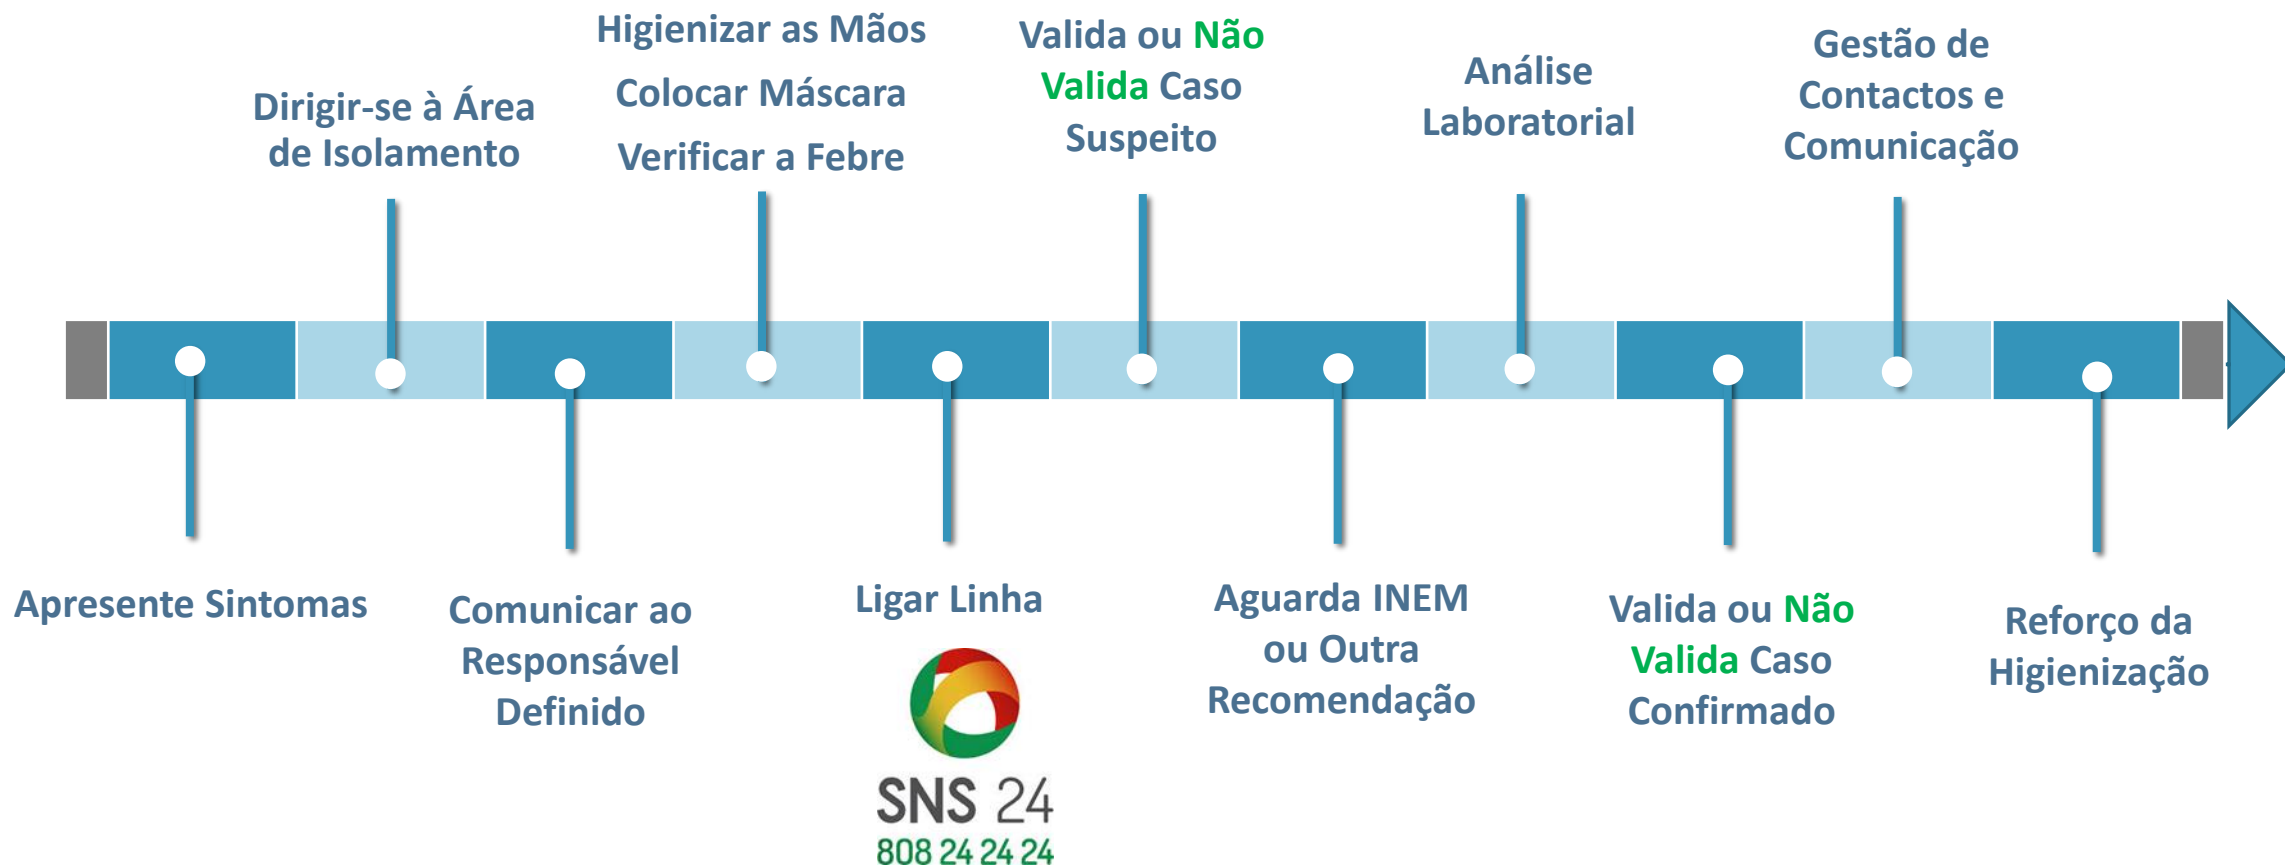 Apresente Sintomas
Dirigir-se à Área
de Isolamento
Comunicar ao
Responsável
Definido
Higienizar as Mãos
Colocar Máscara
Verificar a Febre
Ligar Linha
SNS 24
808 24 24 24
Valida ou Não
Valida Caso
Suspeito
Aguarda INEM
ou Outra
Recomendação
Análise
Laboratorial
Valida ou Não
Valida Caso
Confirmado
Gestão de
Contactos e
Comunicação
Reforço da
Higienização